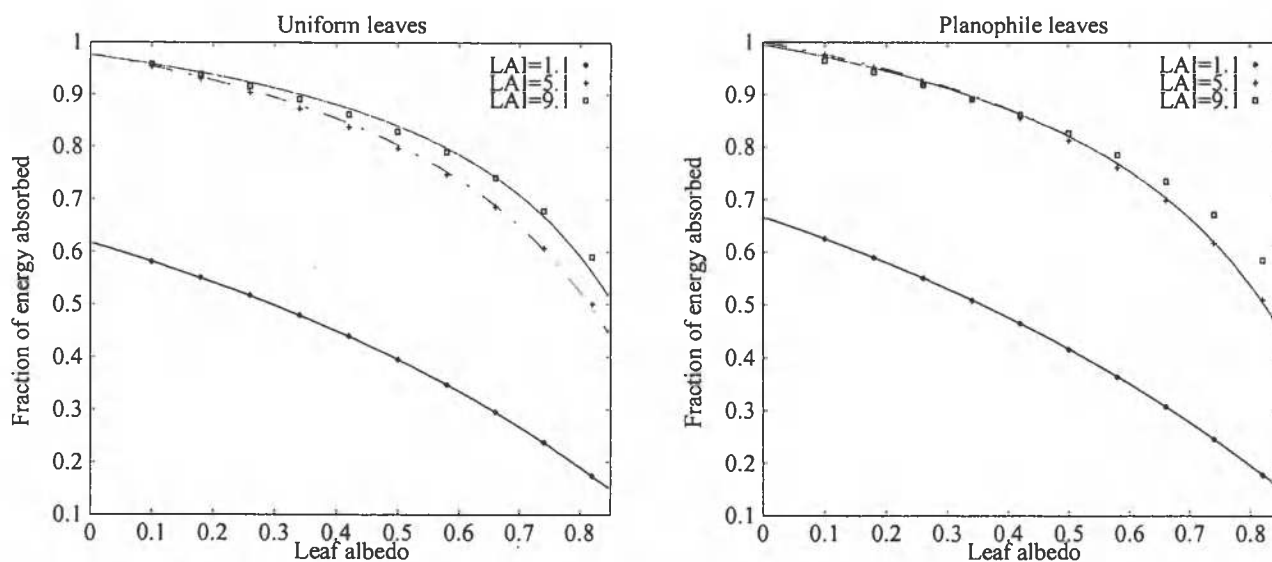 Uniform leaves
1
0.9
0.8
0.7
0.6
0.5
0.4
0.3
0.2
0.1
Fraction of energy absorbed
LAI=1.1
LAI=5.1
LAI=9.1
0 0.1 0.2 0.3 0.4 0.5 0.6 0.7 0.8
Leaf albedo
Planophile leaves
1
0.9
0.8
0.7
0.6
0.5
0.4
0.3
0.2
0.1
Fraction of energy absorbed
LAI=1.1
LAI=5.1
LAI=9.1
0 0.1 0.2 0.3 0.4 0.5 0.6 0.7 0.8
Leaf albedo